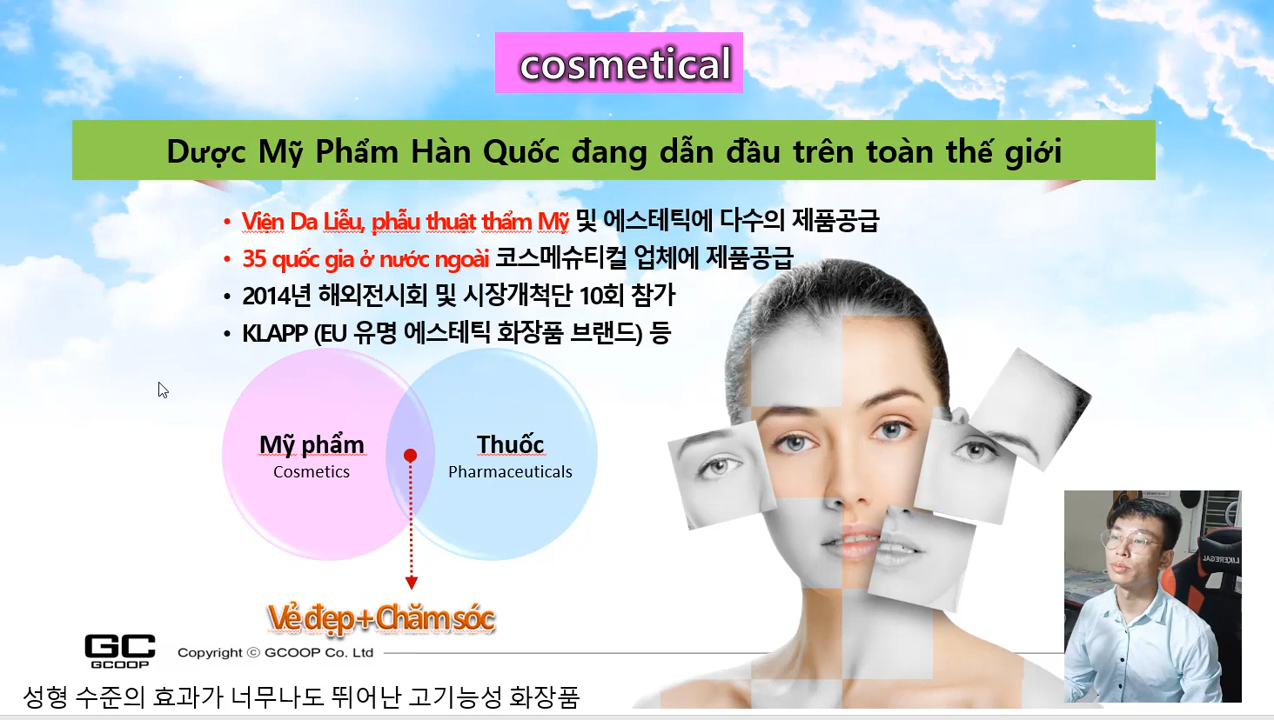 cosmetical
Dược Mỹ Phẩm Hàn Quốc đang dẫn đầu trên toàn thế giới
• Viện Da Liễu, phẫu thuật thẩm Mỹ 및 에스테틱에 다수의 제품공급
• 35 quốc gia ở nước ngoài 코스메슈티컬 업체에 제품공급
• 2014년 해외전시회 및 시장개척단 10회 참가
• KLAPP (EU 유명 에스테틱 화장품 브랜드) 등
Mỹ phẩm
Cosmetics
Thuốc
Pharmaceuticals
Vẻ đẹp + Chăm sóc
GC
GCOOP
Copyright ⓒ GCOOP Co. Ltd
성형 수준의 효과가 너무나도 뛰어난 고기능성 화장품